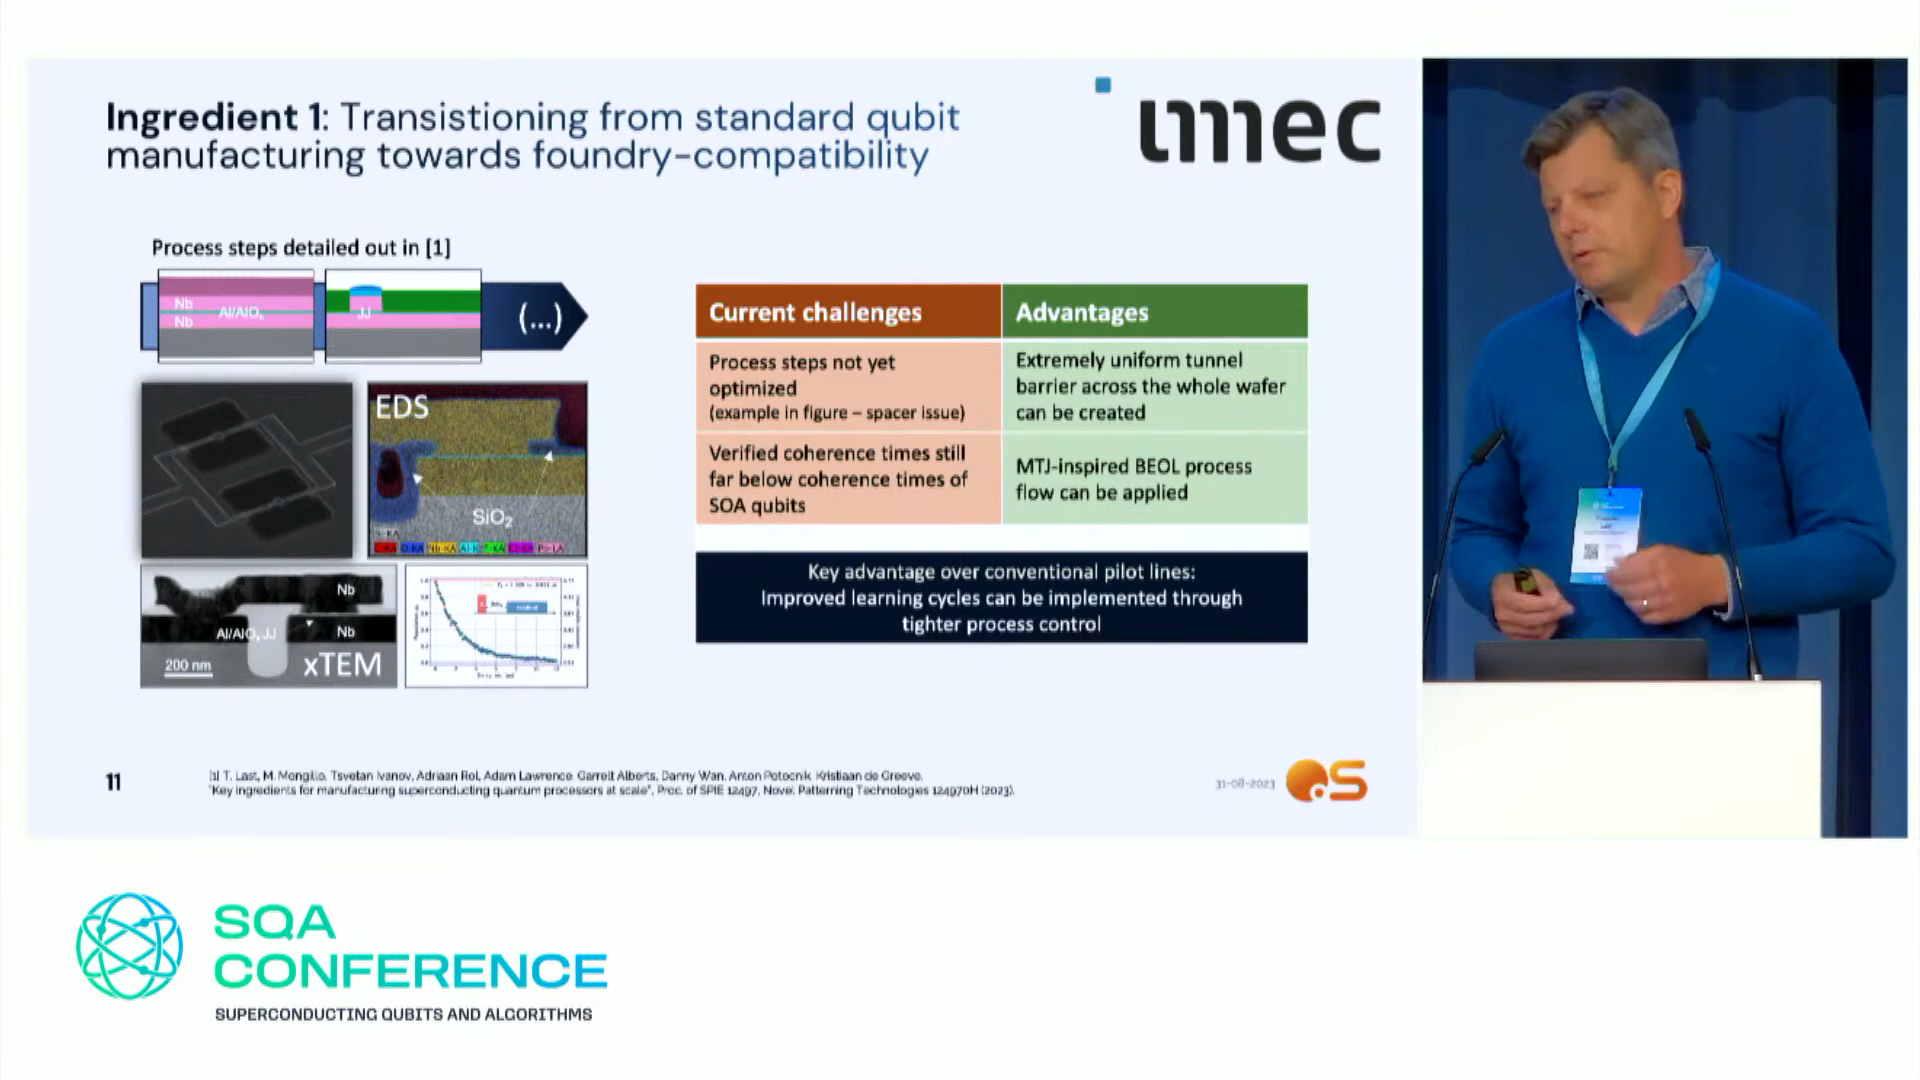 Ingredient 1: Transistioning from standard qubit
manufacturing towards foundry-compatibility
imec
Process steps detailed out in [1]
Nb
Al/AlOₓ
Nb
JJ
(...)
EDS
SiO₂
Nb
Al/AlOₓ JJ
Nb
200 nm
xTEM
Current challenges
Advantages
Process steps not yet
optimized
(example in figure – spacer issue)
Extremely uniform tunnel
barrier across the whole wafer
can be created
Verified coherence times still
far below coherence times of
SOA qubits
MTJ-inspired BEOL process
flow can be applied
Key advantage over conventional pilot lines:
Improved learning cycles can be implemented through
tighter process control
11
[1] T. Last, M. Mongillo, Tsvetan Ivanov, Adriaan Rol, Adam Lawrence, Garrelt Alberts, Danny Wan, Anton Potocnik, Kristiaan de Greeve,
"Key ingredients for manufacturing superconducting quantum processors at scale", Proc. of SPIE 12497, Novel Patterning Technologies 124970H (2023).
31-08-2023
QS
SQA
CONFERENCE
SUPERCONDUCTING QUBITS AND ALGORITHMS